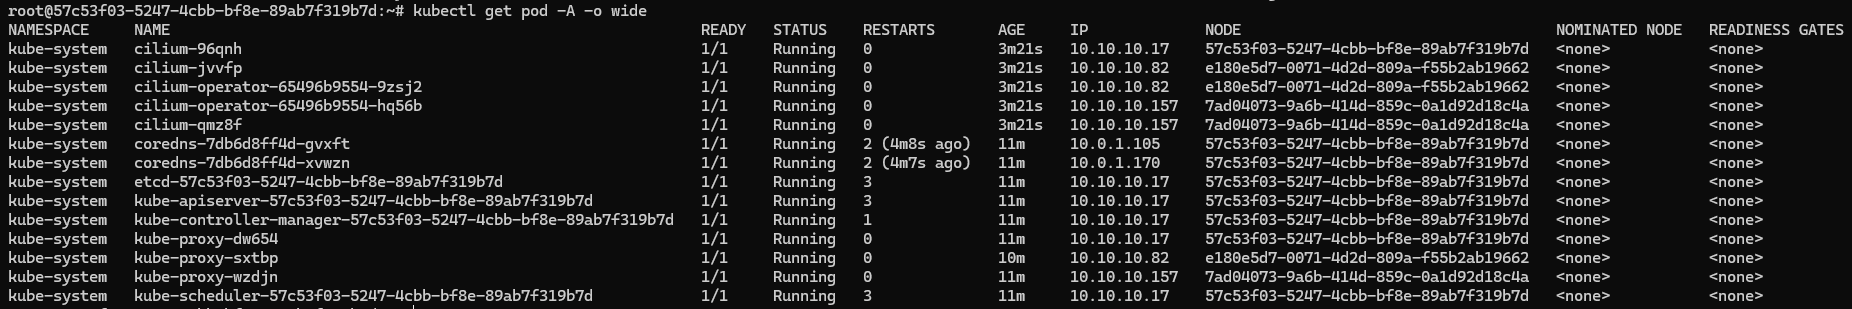 root@57c53f03-5247-4cbb-bf8e-89ab7f319b7d:~# kubectl get pod -A -o wide
NAMESPACE NAME READY STATUS RESTARTS AGE IP NODE NOMINATED NODE READINESS GATES
kube-system cilium-96qnh 1/1 Running 0 3m21s 10.10.10.17 57c53f03-5247-4cbb-bf8e-89ab7f319b7d <none> <none>
kube-system cilium-jvvfp 1/1 Running 0 3m21s 10.10.10.82 e180e5d7-0071-4d2d-809a-f55b2ab19662 <none> <none>
kube-system cilium-operator-65496b9554-9zsj2 1/1 Running 0 3m21s 10.10.10.82 e180e5d7-0071-4d2d-809a-f55b2ab19662 <none> <none>
kube-system cilium-operator-65496b9554-hq56b 1/1 Running 0 3m21s 10.10.10.157 7ad04073-9a6b-414d-859c-0a1d92d18c4a <none> <none>
kube-system cilium-qmz8f 1/1 Running 0 3m21s 10.10.10.157 7ad04073-9a6b-414d-859c-0a1d92d18c4a <none> <none>
kube-system coredns-7db6d8ff4d-gvxft 1/1 Running 2 (4m8s ago) 11m 10.0.1.105 57c53f03-5247-4cbb-bf8e-89ab7f319b7d <none> <none>
kube-system coredns-7db6d8ff4d-xvwzn 1/1 Running 2 (4m7s ago) 11m 10.0.1.170 57c53f03-5247-4cbb-bf8e-89ab7f319b7d <none> <none>
kube-system etcd-57c53f03-5247-4cbb-bf8e-89ab7f319b7d 1/1 Running 3 11m 10.10.10.17 57c53f03-5247-4cbb-bf8e-89ab7f319b7d <none> <none>
kube-system kube-apiserver-57c53f03-5247-4cbb-bf8e-89ab7f319b7d 1/1 Running 3 11m 10.10.10.17 57c53f03-5247-4cbb-bf8e-89ab7f319b7d <none> <none>
kube-system kube-controller-manager-57c53f03-5247-4cbb-bf8e-89ab7f319b7d 1/1 Running 1 11m 10.10.10.17 57c53f03-5247-4cbb-bf8e-89ab7f319b7d <none> <none>
kube-system kube-proxy-dw654 1/1 Running 0 11m 10.10.10.17 57c53f03-5247-4cbb-bf8e-89ab7f319b7d <none> <none>
kube-system kube-proxy-sxtbp 1/1 Running 0 10m 10.10.10.82 e180e5d7-0071-4d2d-809a-f55b2ab19662 <none> <none>
kube-system kube-proxy-wzdjn 1/1 Running 0 11m 10.10.10.157 7ad04073-9a6b-414d-859c-0a1d92d18c4a <none> <none>
kube-system kube-scheduler-57c53f03-5247-4cbb-bf8e-89ab7f319b7d 1/1 Running 3 11m 10.10.10.17 57c53f03-5247-4cbb-bf8e-89ab7f319b7d <none> <none>